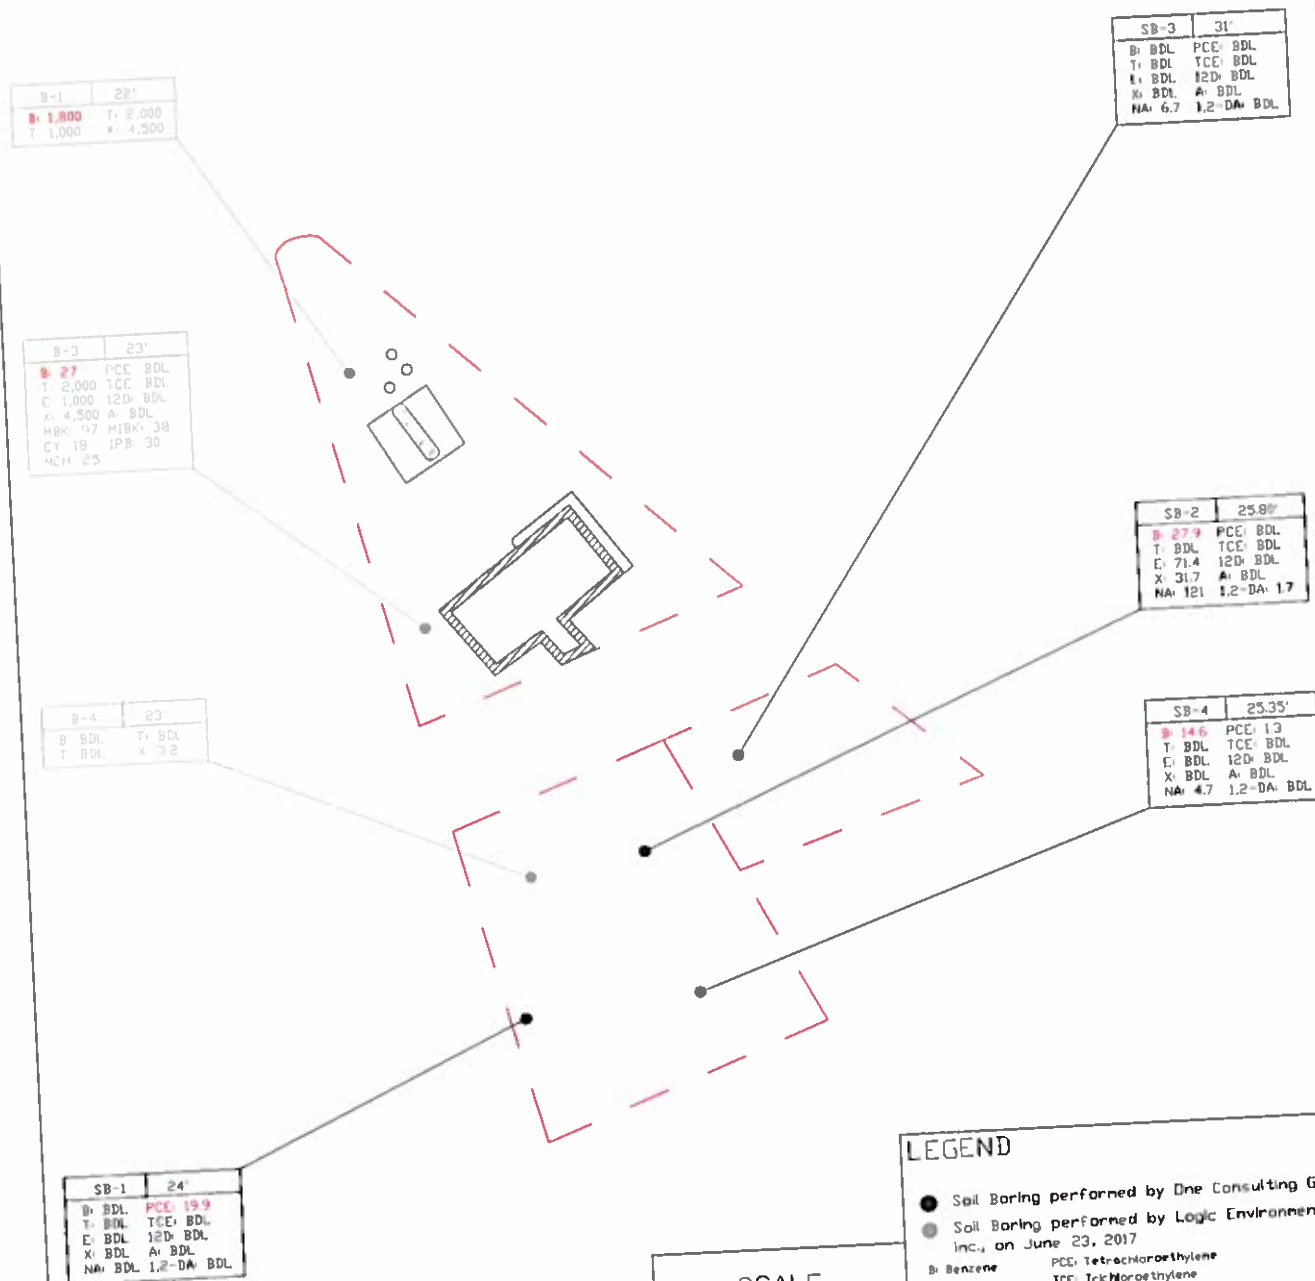 SB-3 31'
B: BDL PCE: BDL
T: BDL TCE: BDL
E: BDL 12D: BDL
X: BDL A: BDL
NA: 6.7 1,2-DA: BDL
B-1 22'
B: 1,800 T: 2,000
T 1,000 X: 4,500
B-3 23'
B: 27 PCE BDL
T: 2,000 TCE BDL
E: 1,000 12D: BDL
X: 4,500 A: BDL
MBK: 97 MIBK: 38
CY 18 IPB: 30
MCH 25
SB-2 25.80'
B: 27.9 PCE: BDL
T: BDL TCE: BDL
E: 71.4 12D: BDL
X: 31.7 A: BDL
NA: 121 1,2-DA: 1.7
B-4 23'
B BDL T: BDL
T BDL X 3.2
SB-4 25.35'
B: 14.6 PCE: 1.3
T: BDL TCE: BDL
E: BDL 12D: BDL
X: BDL A: BDL
NA: 4.7 1,2-DA: BDL
SB-1 24'
B: BDL PCE: 19.9
T: BDL TCE: BDL
E: BDL 12D: BDL
X: BDL A: BDL
NA: BDL 1,2-DA: BDL
LEGEND
Soil Boring performed by One Consulting G
Soil Boring performed by Logic Environmen
Inc., on June 23, 2017
B: Benzene PCE: Tetrachloroethylene
TCE: Trichloroethylene
SCALE